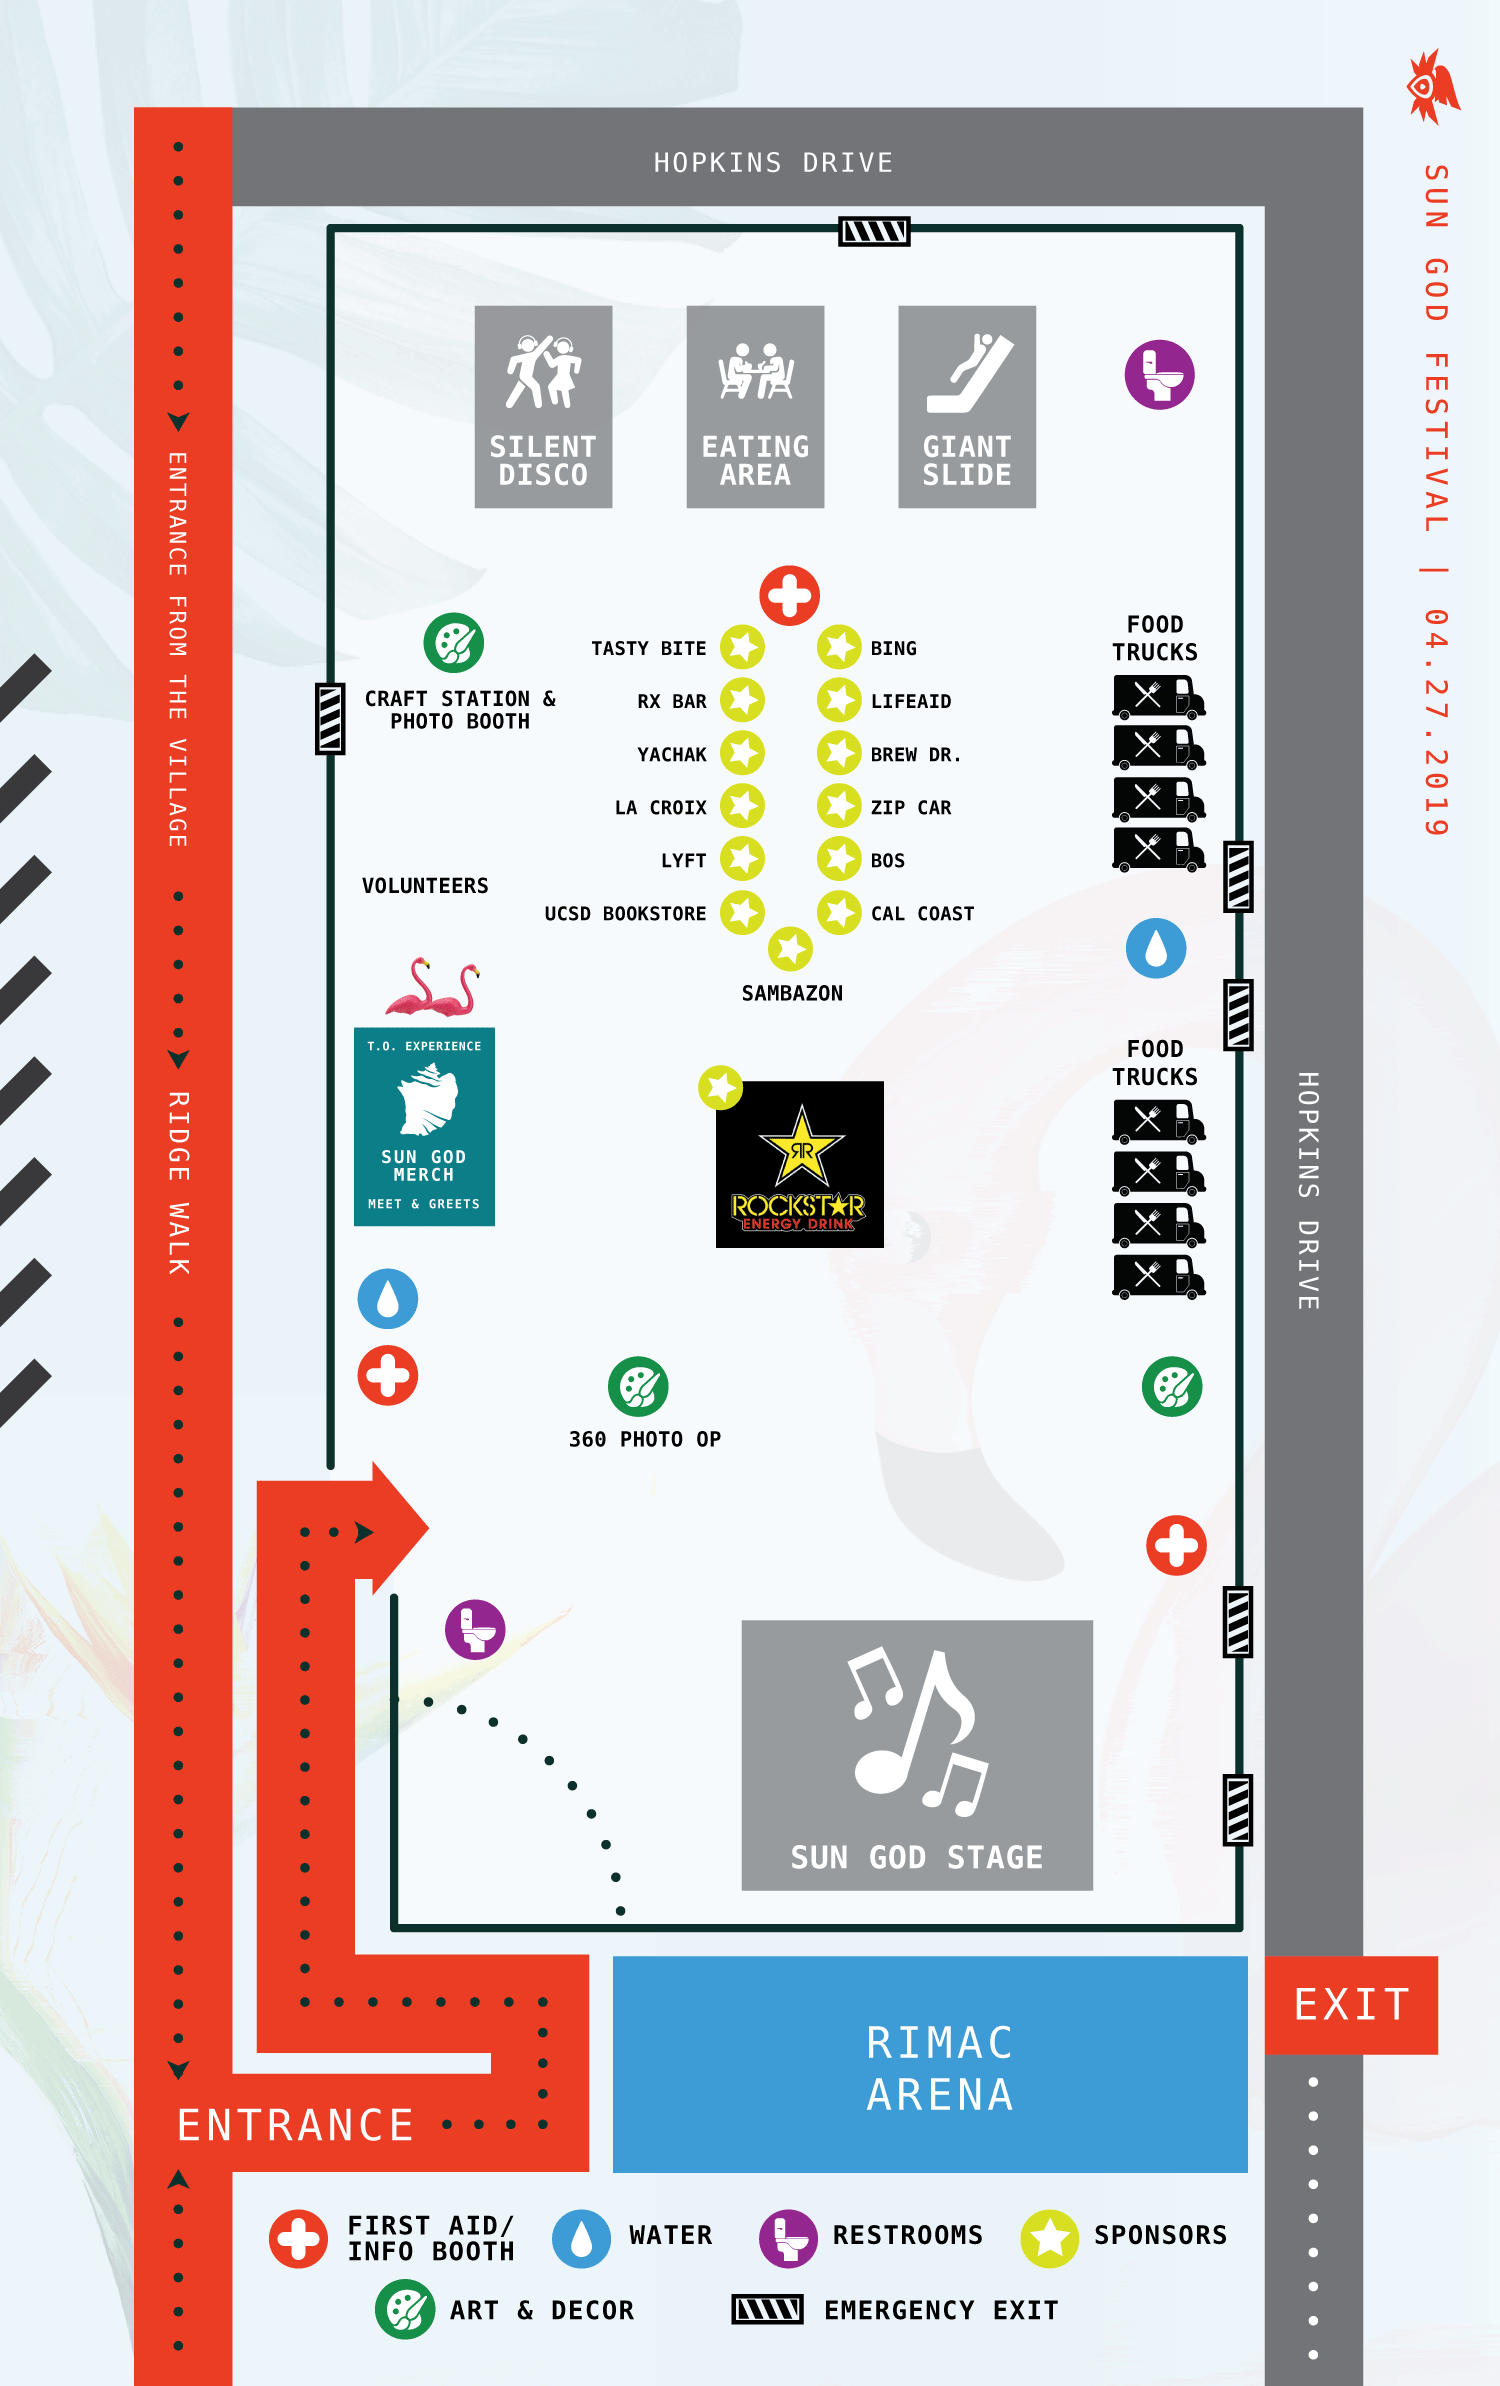 HOPKINS DRIVE
SUN GOD FESTIVAL | 04.27.2019
ENTRANCE FROM THE VILLAGE
RIDGE WALK
SILENT
DISCO
EATING
AREA
GIANT
SLIDE
CRAFT STATION &
PHOTO BOOTH
TASTY BITE
BING
RX BAR
LIFEAID
YACHAK
BREW DR.
LA CROIX
ZIP CAR
LYFT
BOS
UCSD BOOKSTORE
CAL COAST
SAMBAZON
FOOD
TRUCKS
VOLUNTEERS
T.O. EXPERIENCE
SUN GOD
MERCH
MEET & GREETS
RR
ROCKSTAR
ENERGY DRINK
FOOD
TRUCKS
HOPKINS DRIVE
360 PHOTO OP
SUN GOD STAGE
EXIT
RIMAC
ARENA
ENTRANCE
FIRST AID/
INFO BOOTH
WATER
RESTROOMS
SPONSORS
ART & DECOR
EMERGENCY EXIT